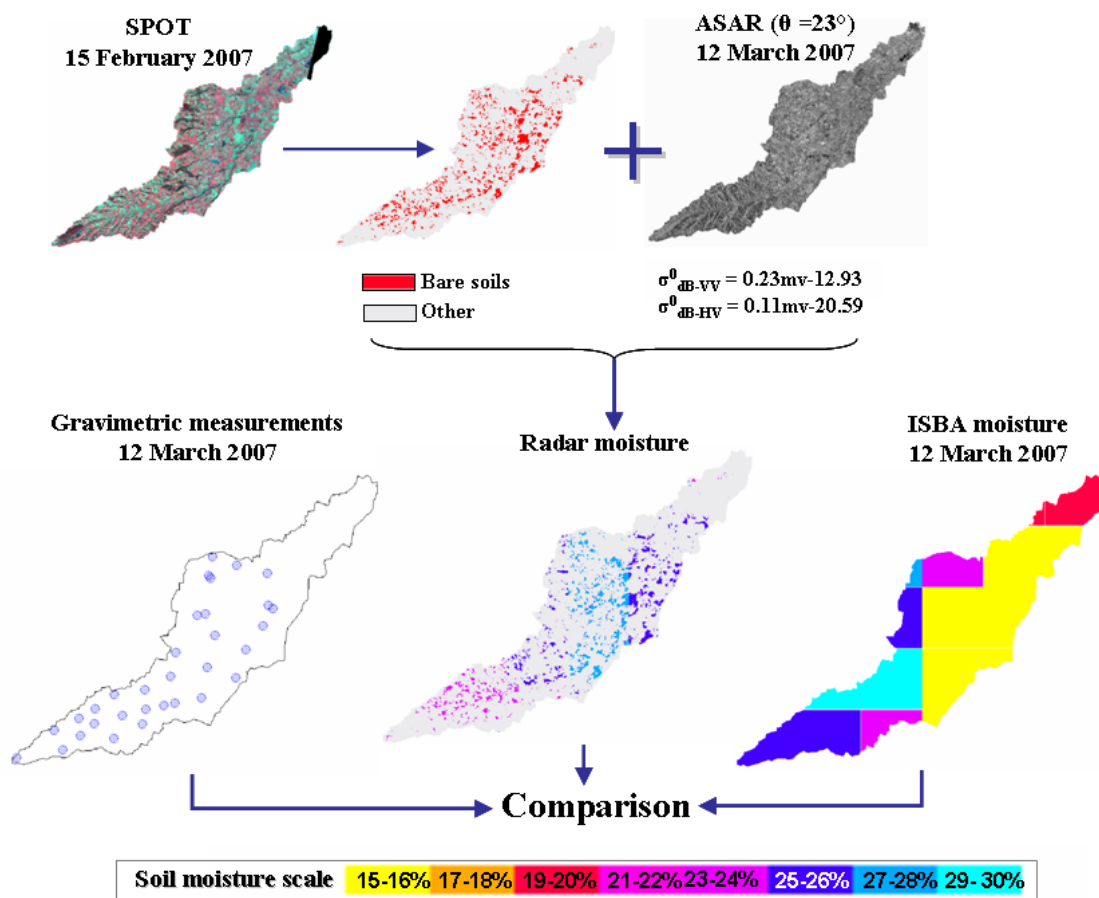 SPOT
15 February 2007
ASAR (θ =23°)
12 March 2007
Bare soils
Other
σ⁰dB-VV = 0.23mv-12.93
σ⁰dB-HV = 0.11mv-20.59
Gravimetric measurements
12 March 2007
Radar moisture
ISBA moisture
12 March 2007
Comparison
Soil moisture scale 15-16% 17-18% 19-20% 21-22% 23-24% 25-26% 27-28% 29- 30%